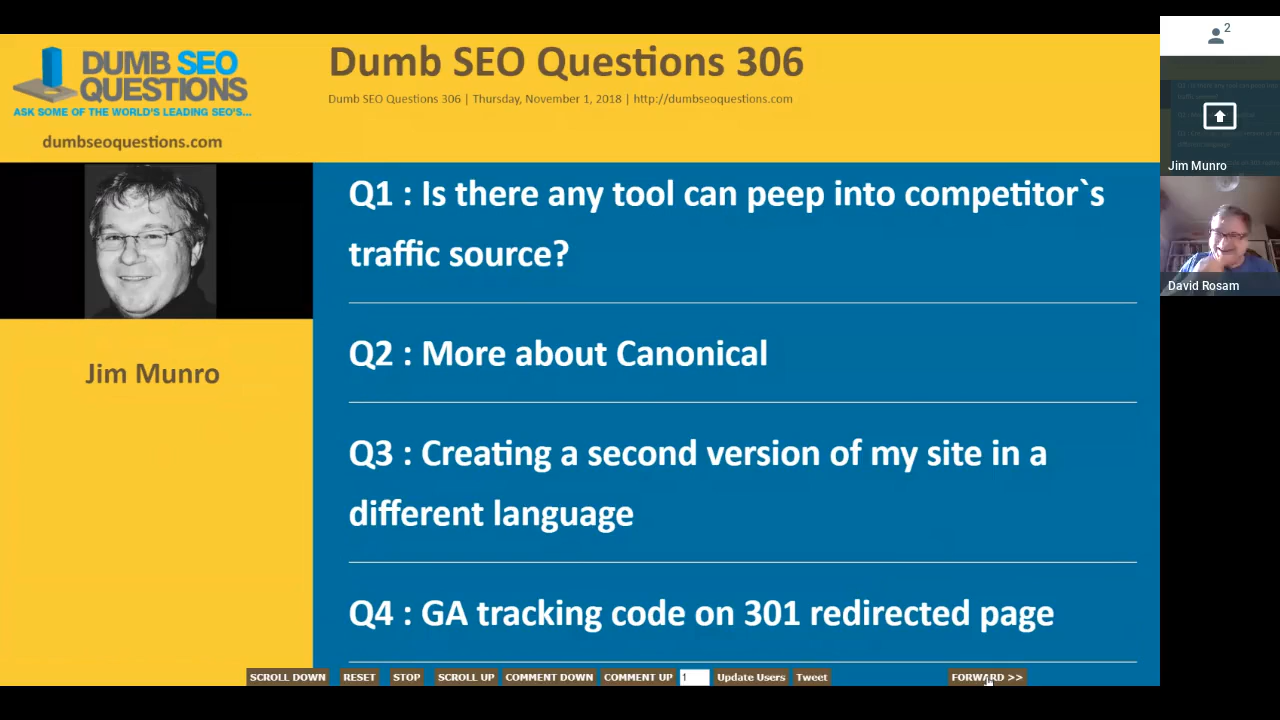 DUMB SEO
QUESTIONS
ASK SOME OF THE WORLD'S LEADING SEO'S...
dumbseoquestions.com
Dumb SEO Questions 306
Dumb SEO Questions 306 | Thursday, November 1, 2018 | http://dumbseoquestions.com
2
Jim Munro
David Rosam
Jim Munro
Q1 : Is there any tool can peep into competitor`s
traffic source?
Q2 : More about Canonical
Q3 : Creating a second version of my site in a
different language
Q4 : GA tracking code on 301 redirected page
SCROLL DOWN RESET STOP SCROLL UP COMMENT DOWN COMMENT UP 1 Update Users Tweet FORWARD >>